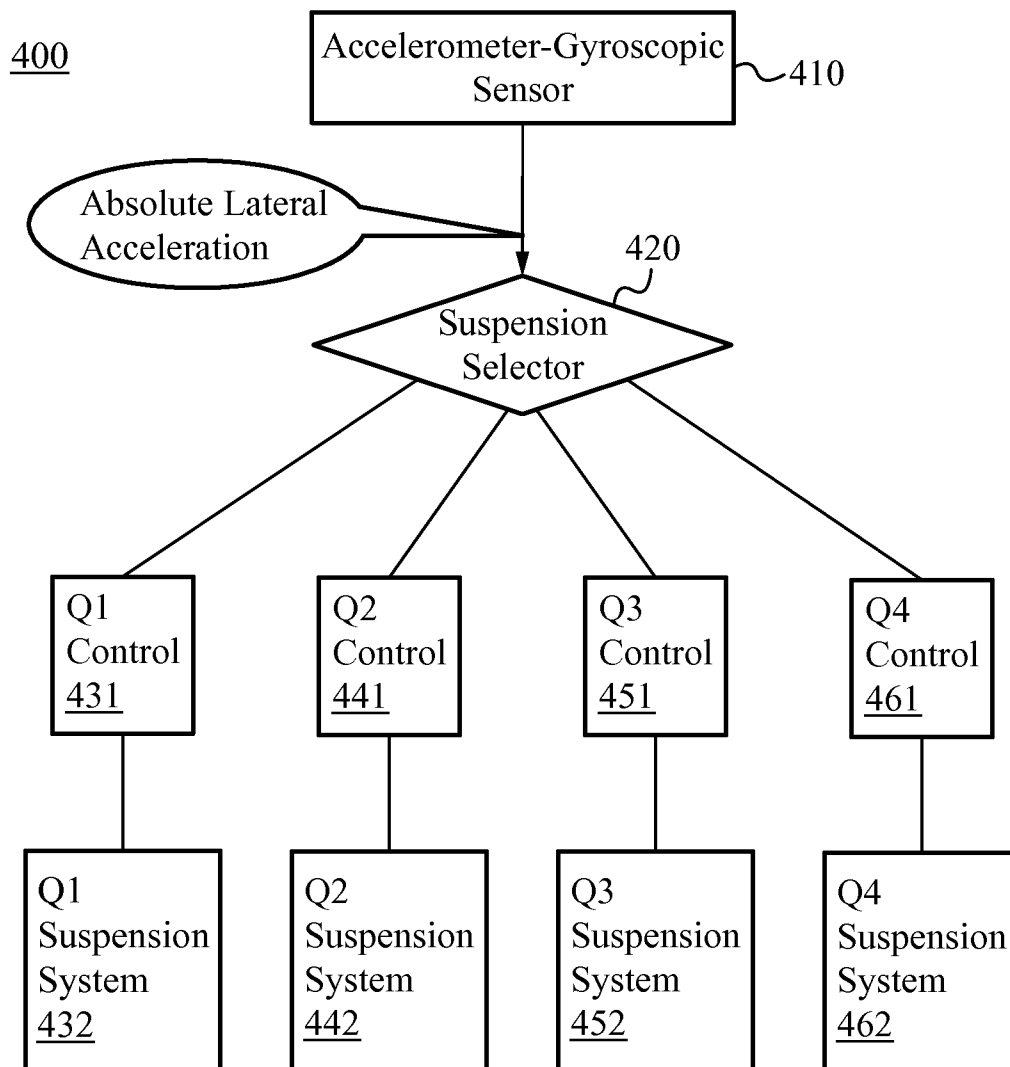 400
Accelerometer-Gyroscopic
Sensor
410
Absolute Lateral
Acceleration
420
Suspension
Selector
Q1
Control
431
Q2
Control
441
Q3
Control
451
Q4
Control
461
Q1
Suspension
System
432
Q2
Suspension
System
442
Q3
Suspension
System
452
Q4
Suspension
System
462